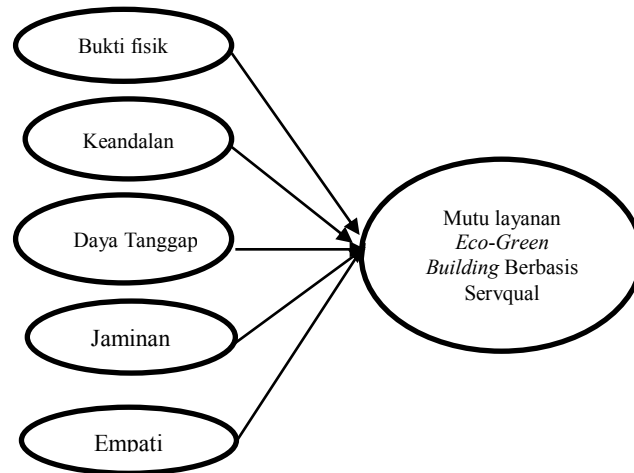 Bukti fisik
Keandalan
Daya Tanggap
Jaminan
Empati
Mutu layanan
Eco-Green
Building Berbasis
Servqual